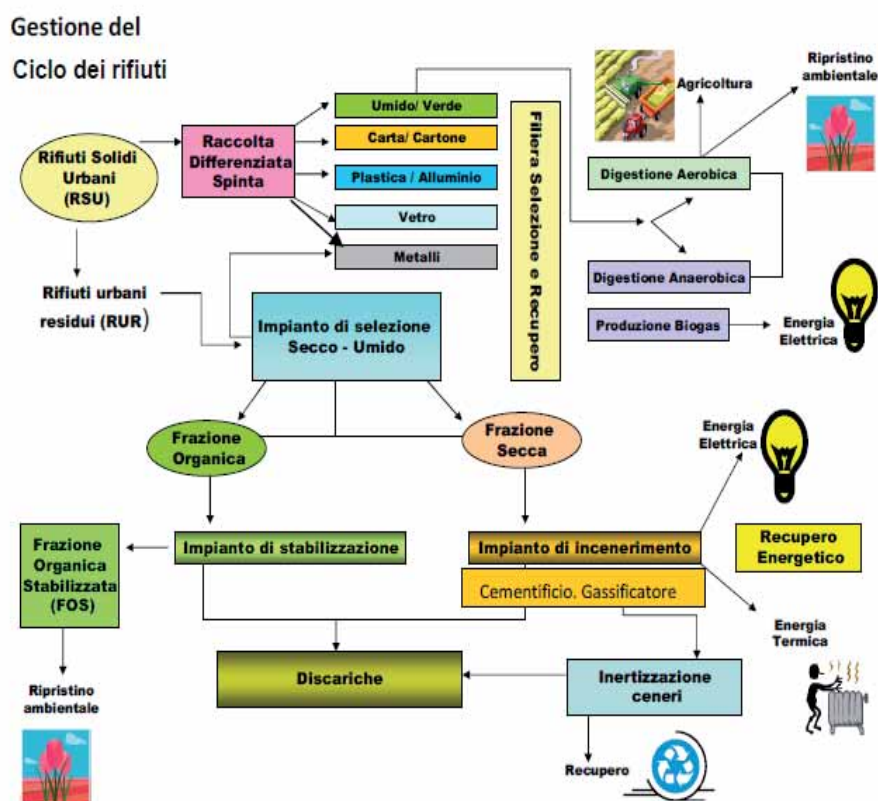 Gestione del
Ciclo dei rifiuti
Rifiuti Solidi
Urbani
(RSU)
Raccolta
Differenziata
Spinta
Umido/ Verde
Carta/ Cartone
Plastica / Alluminio
Vetro
Metalli
Filiera Selezione e Recupero
Agricoltura
Ripristino
ambientale
Digestione Aerobica
Digestione Anaerobica
Produzione Biogas
Energia
Elettrica
Rifiuti urbani
residui (RUR)
Impianto di selezione
Secco - Umido
Frazione
Organica
Frazione
Secca
Energia
Elettrica
Frazione
Organica
Stabilizzata
(FOS)
Impianto di stabilizzazione
Impianto di incenerimento
Cementificio. Gassificatore
Recupero
Energetico
Energia
Termica
Discariche
Inertizzazione
ceneri
Ripristino
ambientale
Recupero